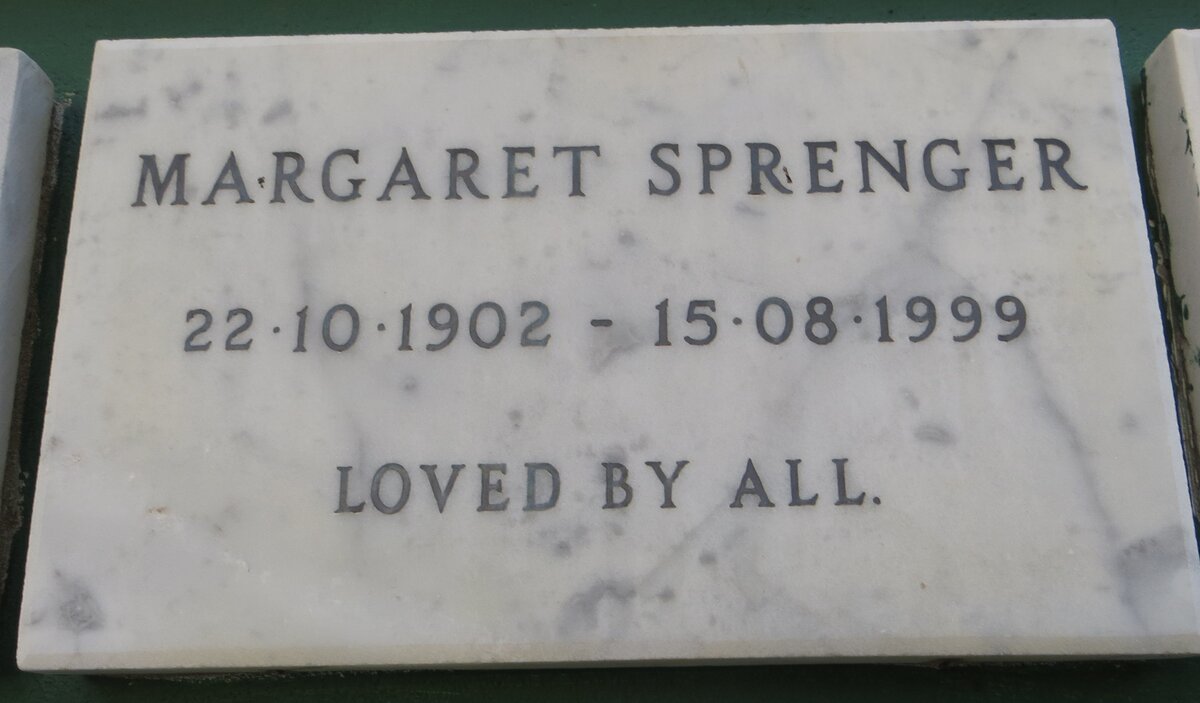 MARGARET SPRENGER
22·10·1902 - 15·08·1999
LOVED BY ALL.